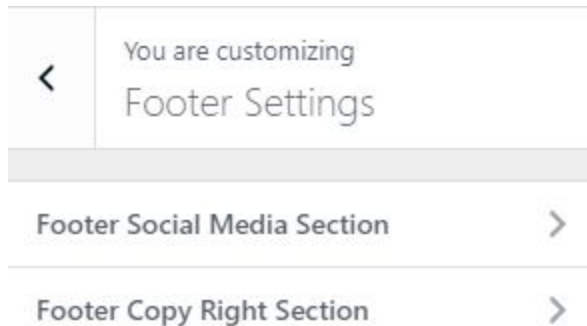 You are customizing
Footer Settings
Footer Social Media Section
Footer Copy Right Section